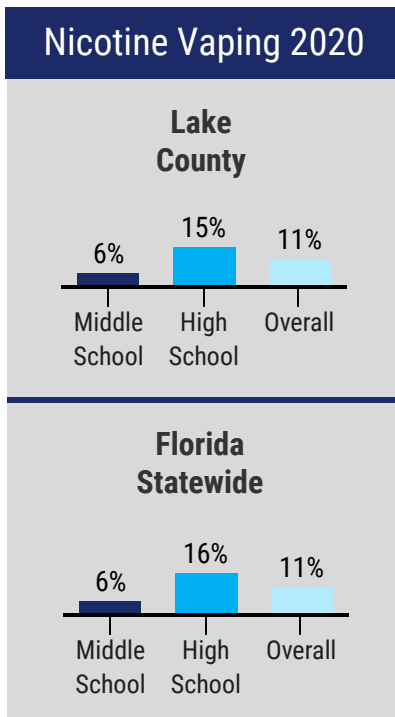 Nicotine Vaping 2020
Lake
County
6%
15%
11%
Middle
School
High
School
Overall
Florida
Statewide
6%
16%
11%
Middle
School
High
School
Overall